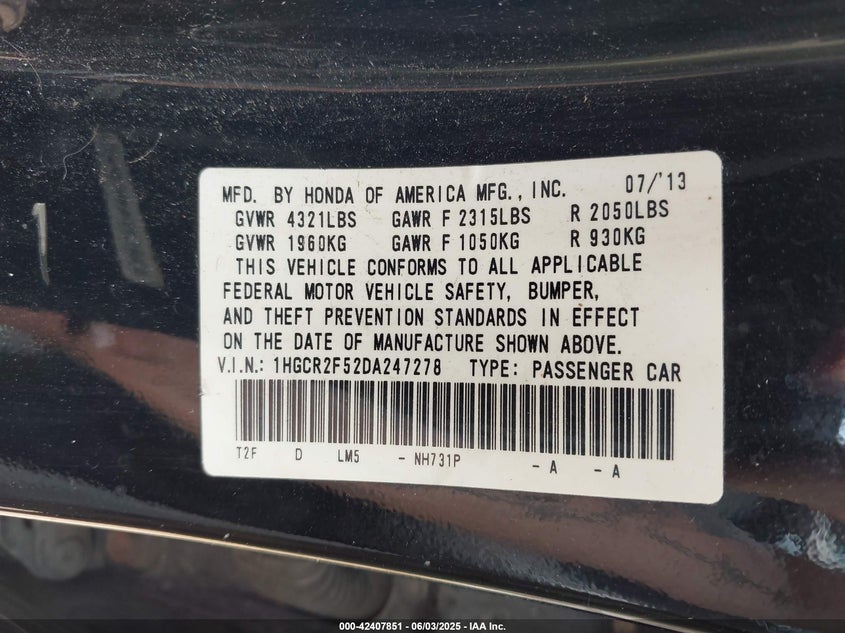 MFD. BY HONDA OF AMERICA MFG., INC. 07/'13
GVWR 4321LBS GAWR F 2315LBS R 2050LBS
GVWR 1960KG GAWR F 1050KG R 930KG
THIS VEHICLE CONFORMS TO ALL APPLICABLE
FEDERAL MOTOR VEHICLE SAFETY, BUMPER,
AND THEFT PREVENTION STANDARDS IN EFFECT
ON THE DATE OF MANUFACTURE SHOWN ABOVE.
V.I.N.: 1HGCR2F52DA247278 TYPE: PASSENGER CAR
T2F D LM5 - NH731P - A - A
000-42407851 - 06/03/2025 - IAA Inc.